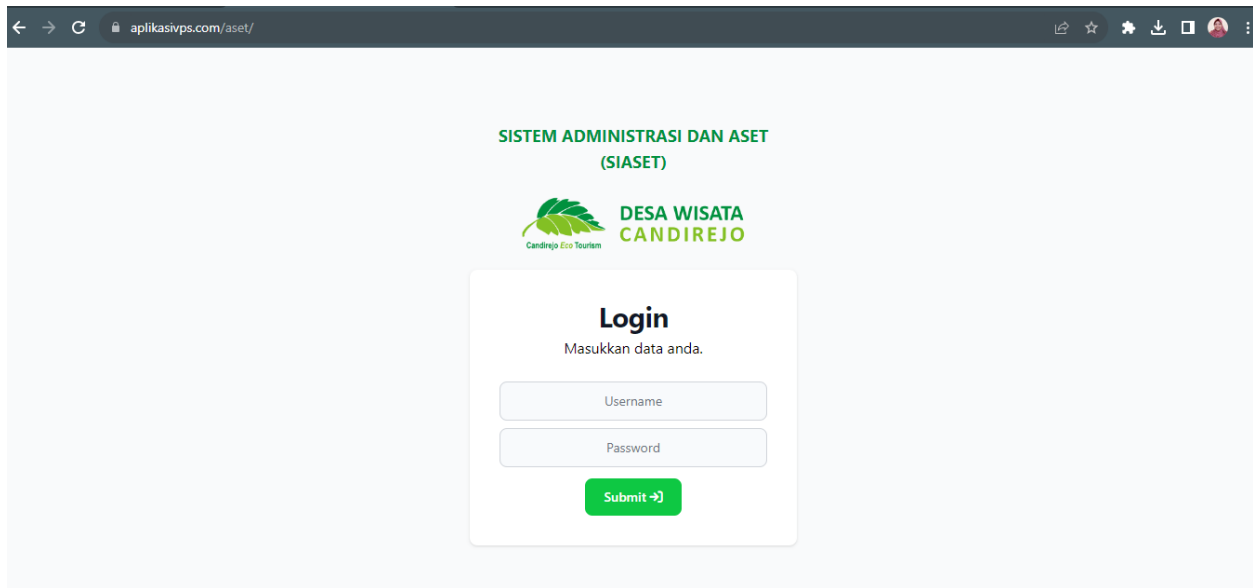 aplikasivps.com/aset/
SISTEM ADMINISTRASI DAN ASET
(SIASET)
DESA WISATA
CANDIREJO
Candirejo Eco Tourism
Login
Masukkan data anda.
Username
Password
Submit